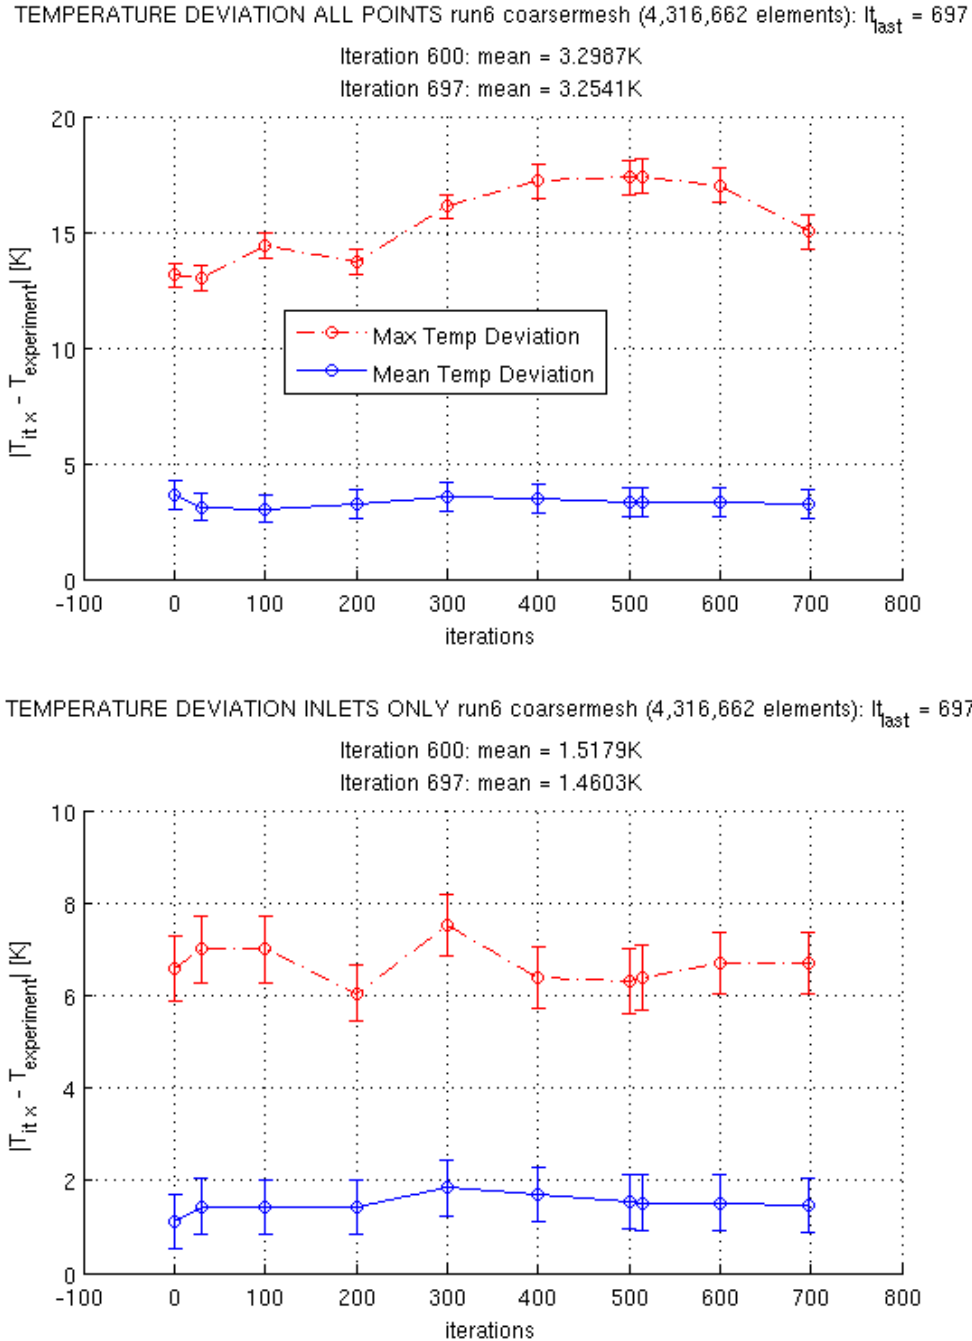 TEMPERATURE DEVIATION ALL POINTS run6 coarsermesh (4,316,662 elements): It_last = 697
Iteration 600: mean = 3.2987K
Iteration 697: mean = 3.2541K
20
15
10
5
0
|T_it x - T_experiment| [K]
Max Temp Deviation
Mean Temp Deviation
-100 0 100 200 300 400 500 600 700 800
iterations
TEMPERATURE DEVIATION INLETS ONLY run6 coarsermesh (4,316,662 elements): It_last = 697
Iteration 600: mean = 1.5179K
Iteration 697: mean = 1.4603K
10
8
6
4
2
0
|T_it x - T_experiment| [K]
-100 0 100 200 300 400 500 600 700 800
iterations